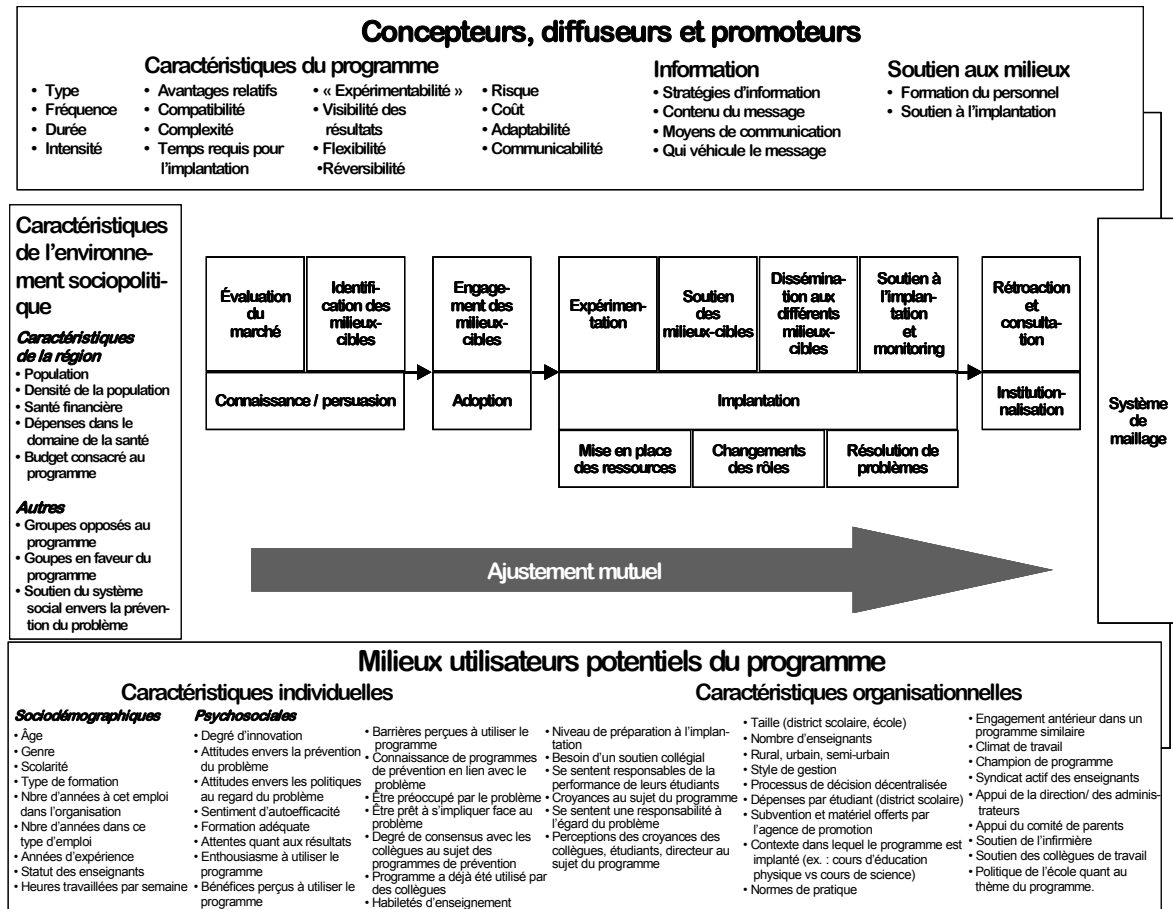 Concepteurs, diffuseurs et promoteurs
Caractéristiques du programme
• Type
• Fréquence
• Durée
• Intensité
• Avantages relatifs
• Compatibilité
• Complexité
• Temps requis pour
l'implantation
• « Expérimentabilité »
• Visibilité des
résultats
• Flexibilité
•Réversibilité
• Risque
• Coût
• Adaptabilité
• Communicabilité
Information
• Stratégies d'information
• Contenu du message
• Moyens de communication
• Qui véhicule le message
Soutien aux milieux
• Formation du personnel
• Soutien à l'implantation
Caractéristiques
de l'environne-
ment sociopoliti-
que
Caractéristiques
de la région
• Population
• Densité de la population
• Santé financière
• Dépenses dans le
domaine de la santé
• Budget consacré au
programme
Autres
• Groupes opposés au
programme
• Goupes en faveur du
programme
• Soutien du système
social envers la préven-
tion du problème
Évaluation
du
marché
Identifi-
cation des
milieux-
cibles
Connaissance / persuasion
Engage-
ment des
milieux-
cibles
Adoption
Expérimen-
tation
Soutien
des
milieux-cibles
Dissémina-
tion aux
différents
milieux-
cibles
Soutien à
l'implan-
tation
et
monitoring
Implantation
Mise en place
des ressources
Changements
des rôles
Résolution de
problèmes
Rétroaction
et
consulta-
tion
Institution-
nalisation
Système
de
maillage
Ajustement mutuel
Milieux utilisateurs potentiels du programme
Caractéristiques individuelles
Sociodémographiques
• Âge
• Genre
• Scolarité
• Type de formation
• Nbre d'années à cet emploi
dans l'organisation
• Nbre d'années dans ce
type d'emploi
• Années d'expérience
• Statut des enseignants
• Heures travaillées par semaine
Psychosociales
• Degré d'innovation
• Attitudes envers la prévention
du problème
• Attitudes envers les politiques
au regard du problème
• Sentiment d'autoefficacité
• Formation adéquate
• Attentes quant aux résultats
• Enthousiasme à utiliser le
programme
• Bénéfices perçus à utiliser le
programme
• Barrières perçues à utiliser le
programme
• Connaissance de programmes
de prévention en lien avec le
problème
• Être préoccupé par le problème
• Être prêt à s'impliquer face au
problème
• Degré de consensus avec les
collègues au sujet des
programmes de prévention
• Programme a déjà été utilisé par
des collègues
• Habiletés d'enseignement
• Niveau de préparation à l'implan-
tation
• Besoin d'un soutien collégial
• Se sentent responsables de la
performance de leurs étudiants
• Croyances au sujet du programme
• Se sentent une responsabilité à
l'égard du problème
• Perceptions des croyances des
collègues, étudiants, directeur au
sujet du programme
Caractéristiques organisationnelles
• Taille (district scolaire, école)
• Nombre d'enseignants
• Rural, urbain, semi-urbain
• Style de gestion
• Processus de décision décentralisée
• Dépenses par étudiant (district scolaire)
• Subvention et matériel offerts par
l'agence de promotion
• Contexte dans lequel le programme est
implanté (ex. : cours d'éducation
physique vs cours de science)
• Normes de pratique
• Engagement antérieur dans un
programme similaire
• Climat de travail
• Champion de programme
• Syndicat actif des enseignants
• Appui de la direction/ des adminis-
trateurs
• Appui du comité de parents
• Soutien de l'infirmière
• Soutien des collègues de travail
• Politique de l'école quant au
thème du programme.